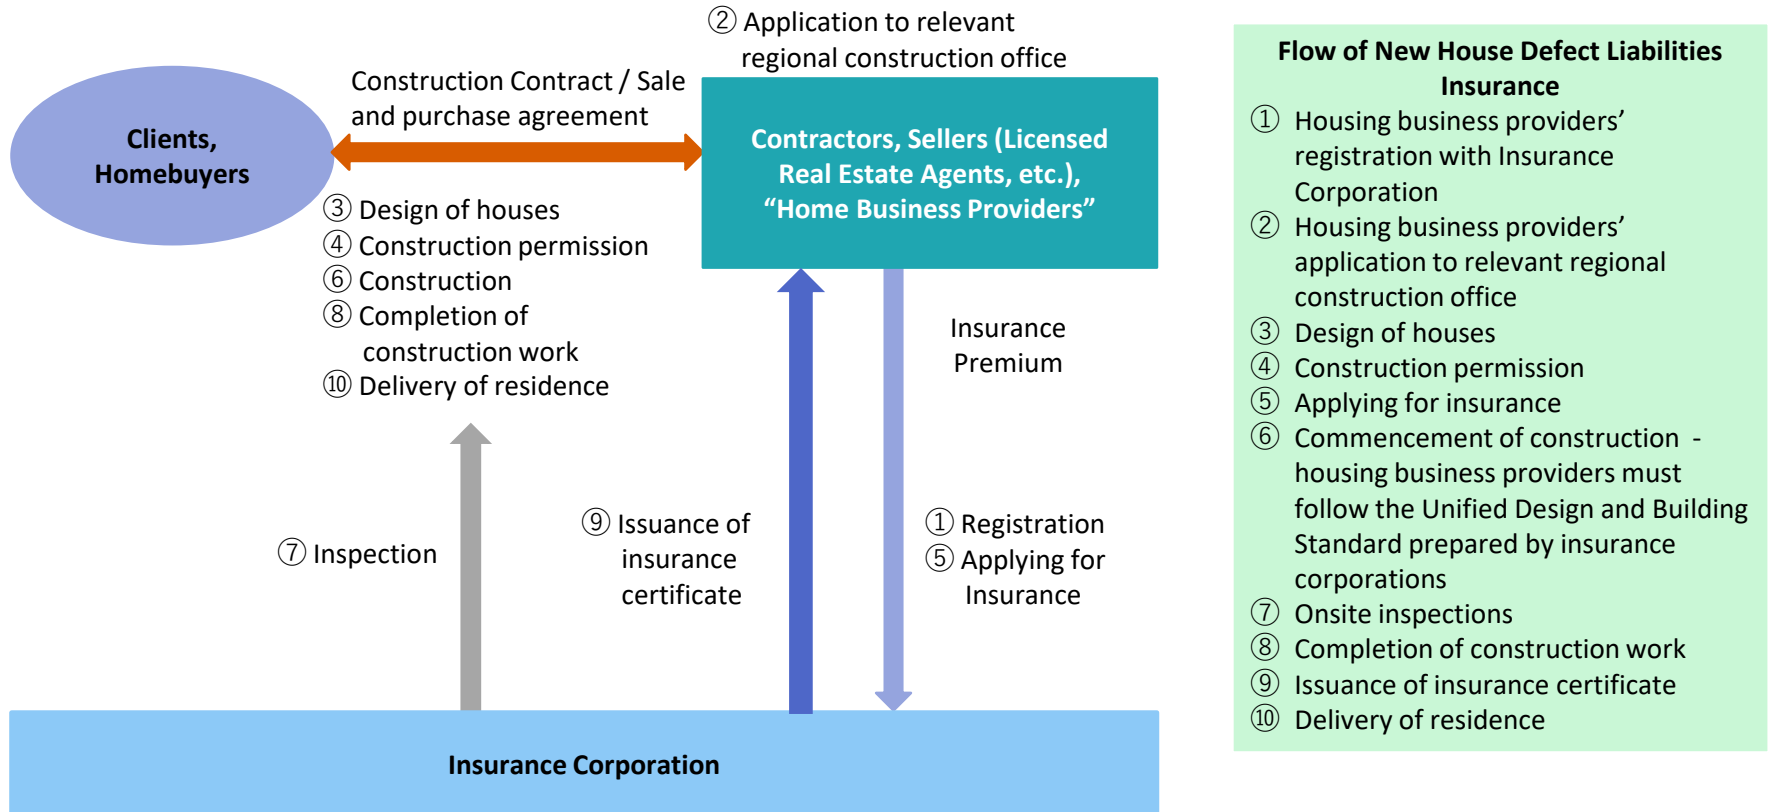 ② Application to relevant
regional construction office
Construction Contract / Sale
and purchase agreement
Clients,
Homebuyers
Contractors, Sellers (Licensed
Real Estate Agents, etc.),
“Home Business Providers”
③ Design of houses
④ Construction permission
⑥ Construction
⑧ Completion of
construction work
⑩ Delivery of residence
Insurance
Premium
⑦ Inspection
⑨ Issuance of
insurance
certificate
① Registration
⑤ Applying for
Insurance
Insurance Corporation
Flow of New House Defect Liabilities
Insurance
① Housing business providers’
registration with Insurance
Corporation
② Housing business providers’
application to relevant regional
construction office
③ Design of houses
④ Construction permission
⑤ Applying for insurance
⑥ Commencement of construction -
housing business providers must
follow the Unified Design and Building
Standard prepared by insurance
corporations
⑦ Onsite inspections
⑧ Completion of construction work
⑨ Issuance of insurance certificate
⑩ Delivery of residence